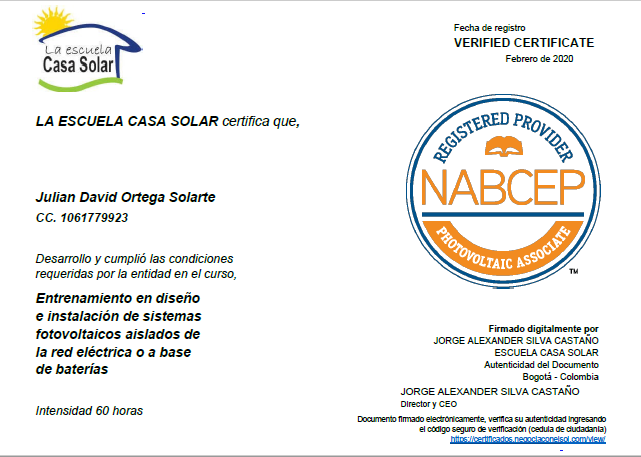 La escuela
Casa Solar
Fecha de registro
VERIFIED CERTIFICATE
Febrero de 2020
LA ESCUELA CASA SOLAR certifica que,
REGISTERED PROVIDER
NABCEP
PHOTOVOLTAIC ASSOCIATE
TM
Julian David Ortega Solarte
CC. 1061779923
Desarrollo y cumplió las condiciones
requeridas por la entidad en el curso,
Entrenamiento en diseño
e instalación de sistemas
fotovoltaicos aislados de
la red eléctrica o a base
de baterías
Intensidad 60 horas
Firmado digitalmente por
JORGE ALEXANDER SILVA CASTAÑO
ESCUELA CASA SOLAR
Autenticidad del Documento
Bogotá - Colombia
JORGE ALEXANDER SILVA CASTAÑO
Director y CEO
Documento firmado electrónicamente, verifica su autenticidad ingresando
el código seguro de verificación (cedula de ciudadanía)
https://certificados.negociaconelsol.com/view/